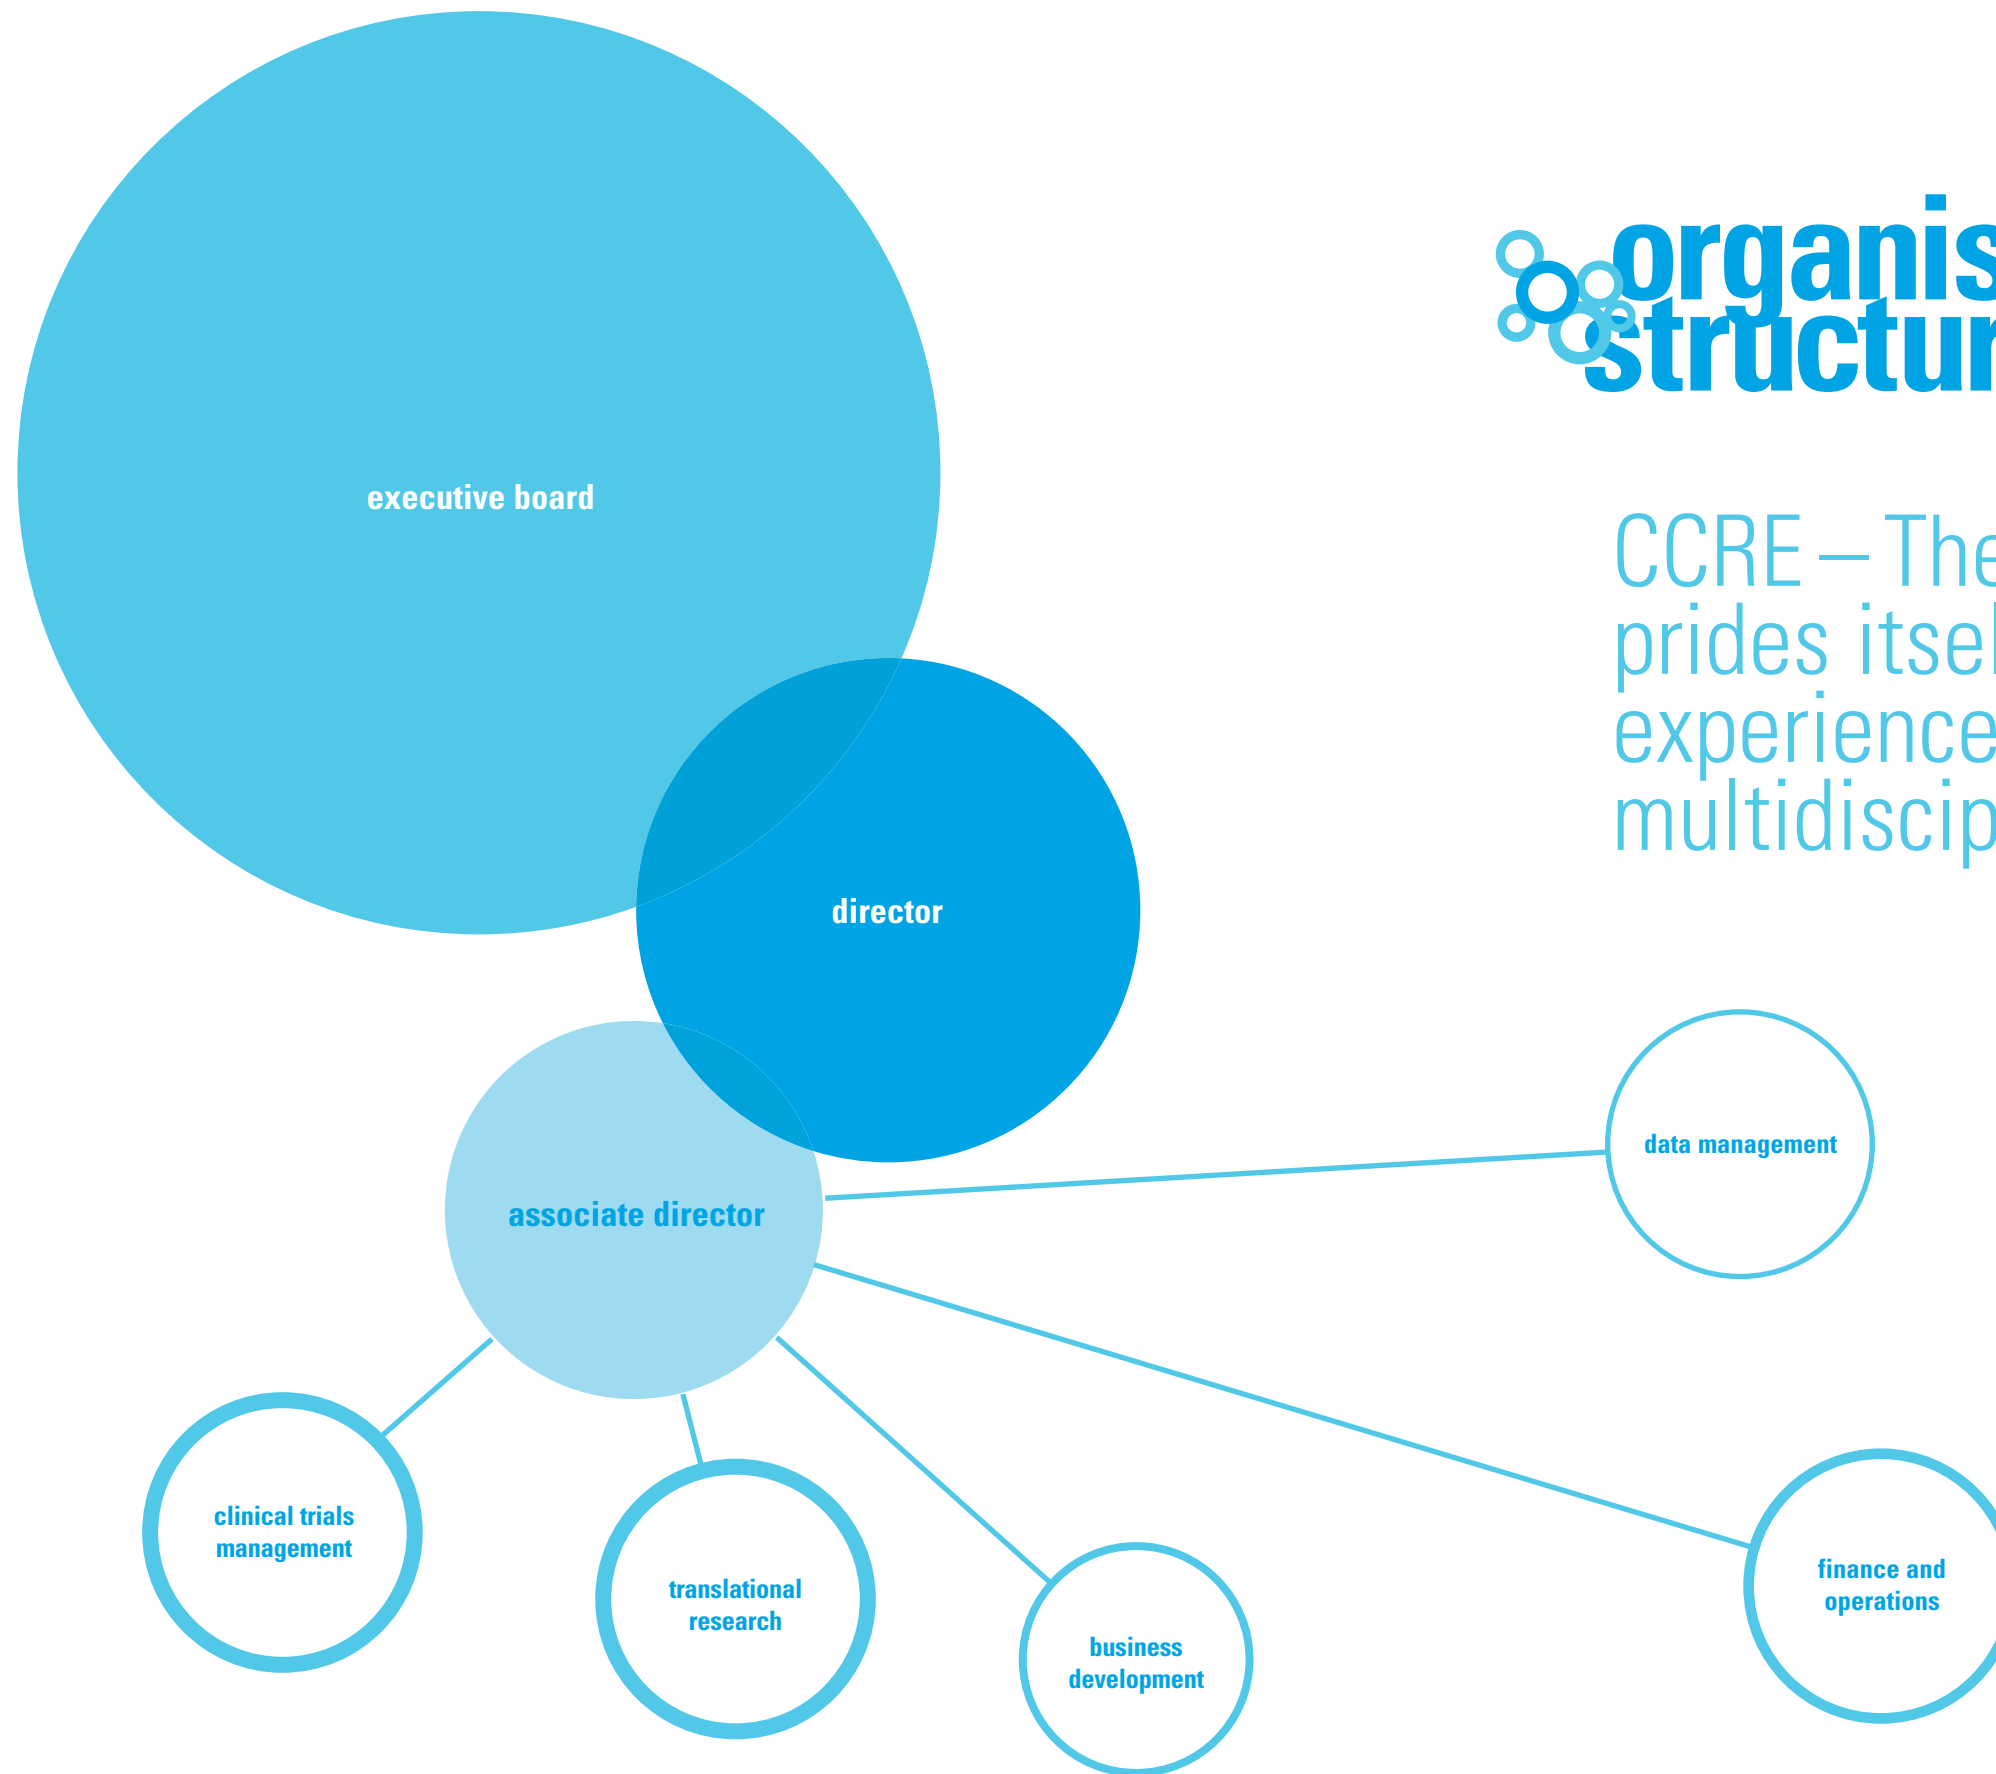 organis
structur
CCRE – The
prides itsel
experience
multidiscip
executive board
director
associate director
data management
clinical trials
management
translational
research
business
development
finance and
operations